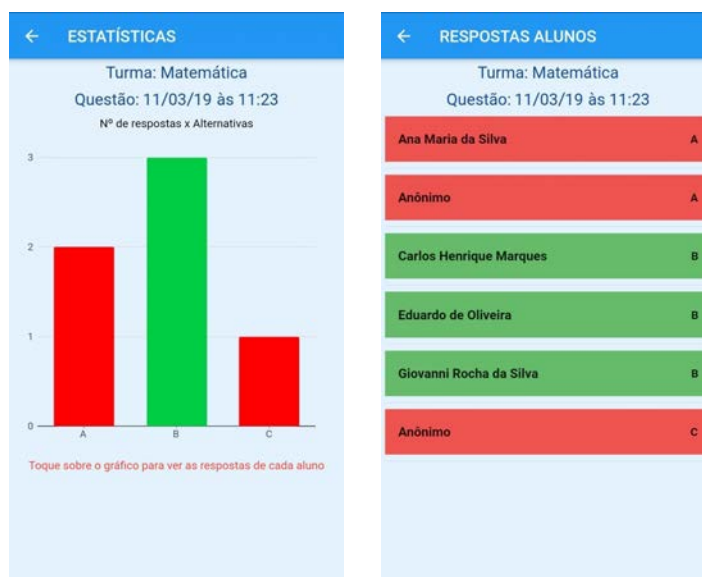 ESTATÍSTICAS
Turma: Matemática
Questão: 11/03/19 às 11:23
Nº de respostas x Alternativas
3
2
1
0
A B C
Toque sobre o gráfico para ver as respostas de cada aluno
RESPOSTAS ALUNOS
Turma: Matemática
Questão: 11/03/19 às 11:23
Ana Maria da Silva A
Anônimo A
Carlos Henrique Marques B
Eduardo de Oliveira B
Giovanni Rocha da Silva B
Anônimo C